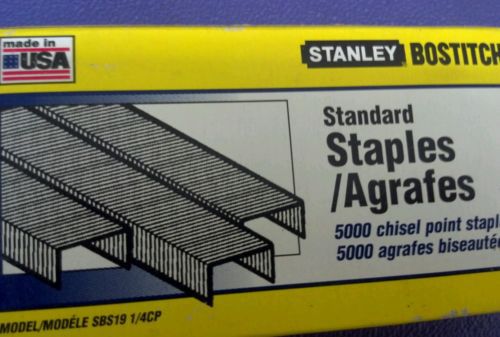 made in
USA
STANLEY BOSTITCH
Standard
Staples
/Agrafes
5000 chisel point stapl
5000 agrafes biseauté
MODEL/MODÈLE SBS19 1/4CP